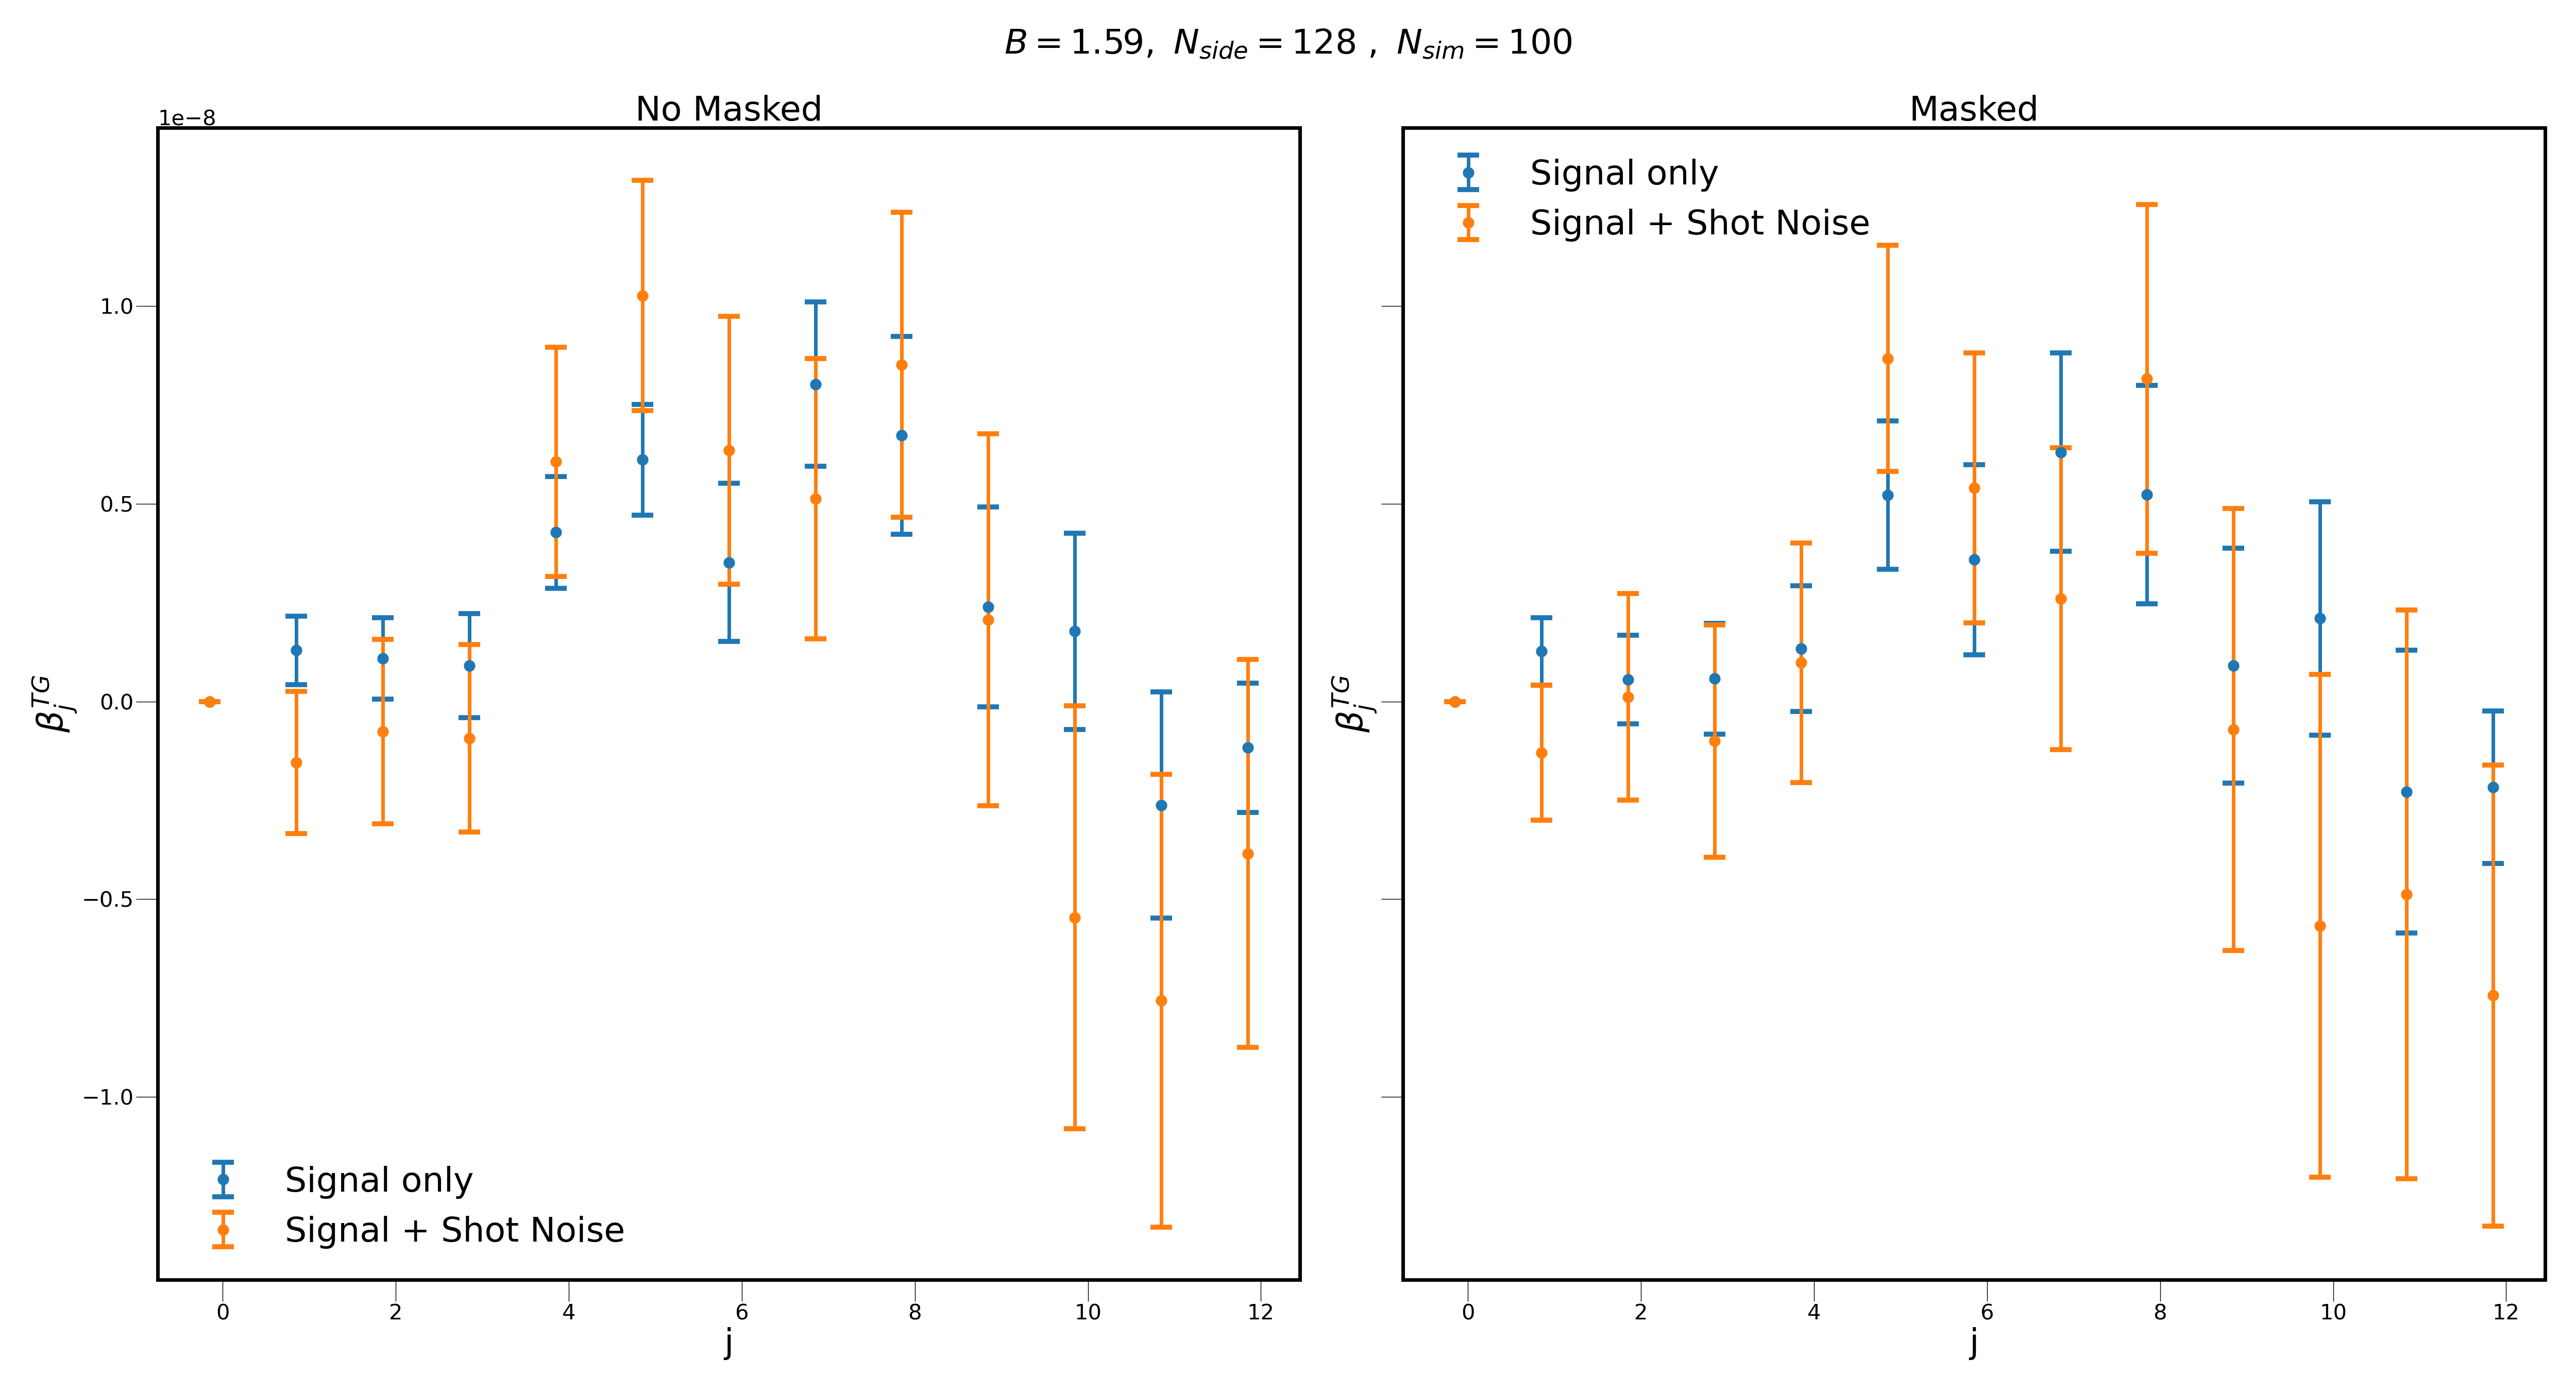 B = 1.59, N_side = 128 , N_sim = 100
No Masked
1e−8
1.0
0.5
0.0
−0.5
−1.0
β_j^TG
Signal only
Signal + Shot Noise
0 2 4 6 8 10 12
j
Masked
Signal only
Signal + Shot Noise
β_j^TG
0 2 4 6 8 10 12
j